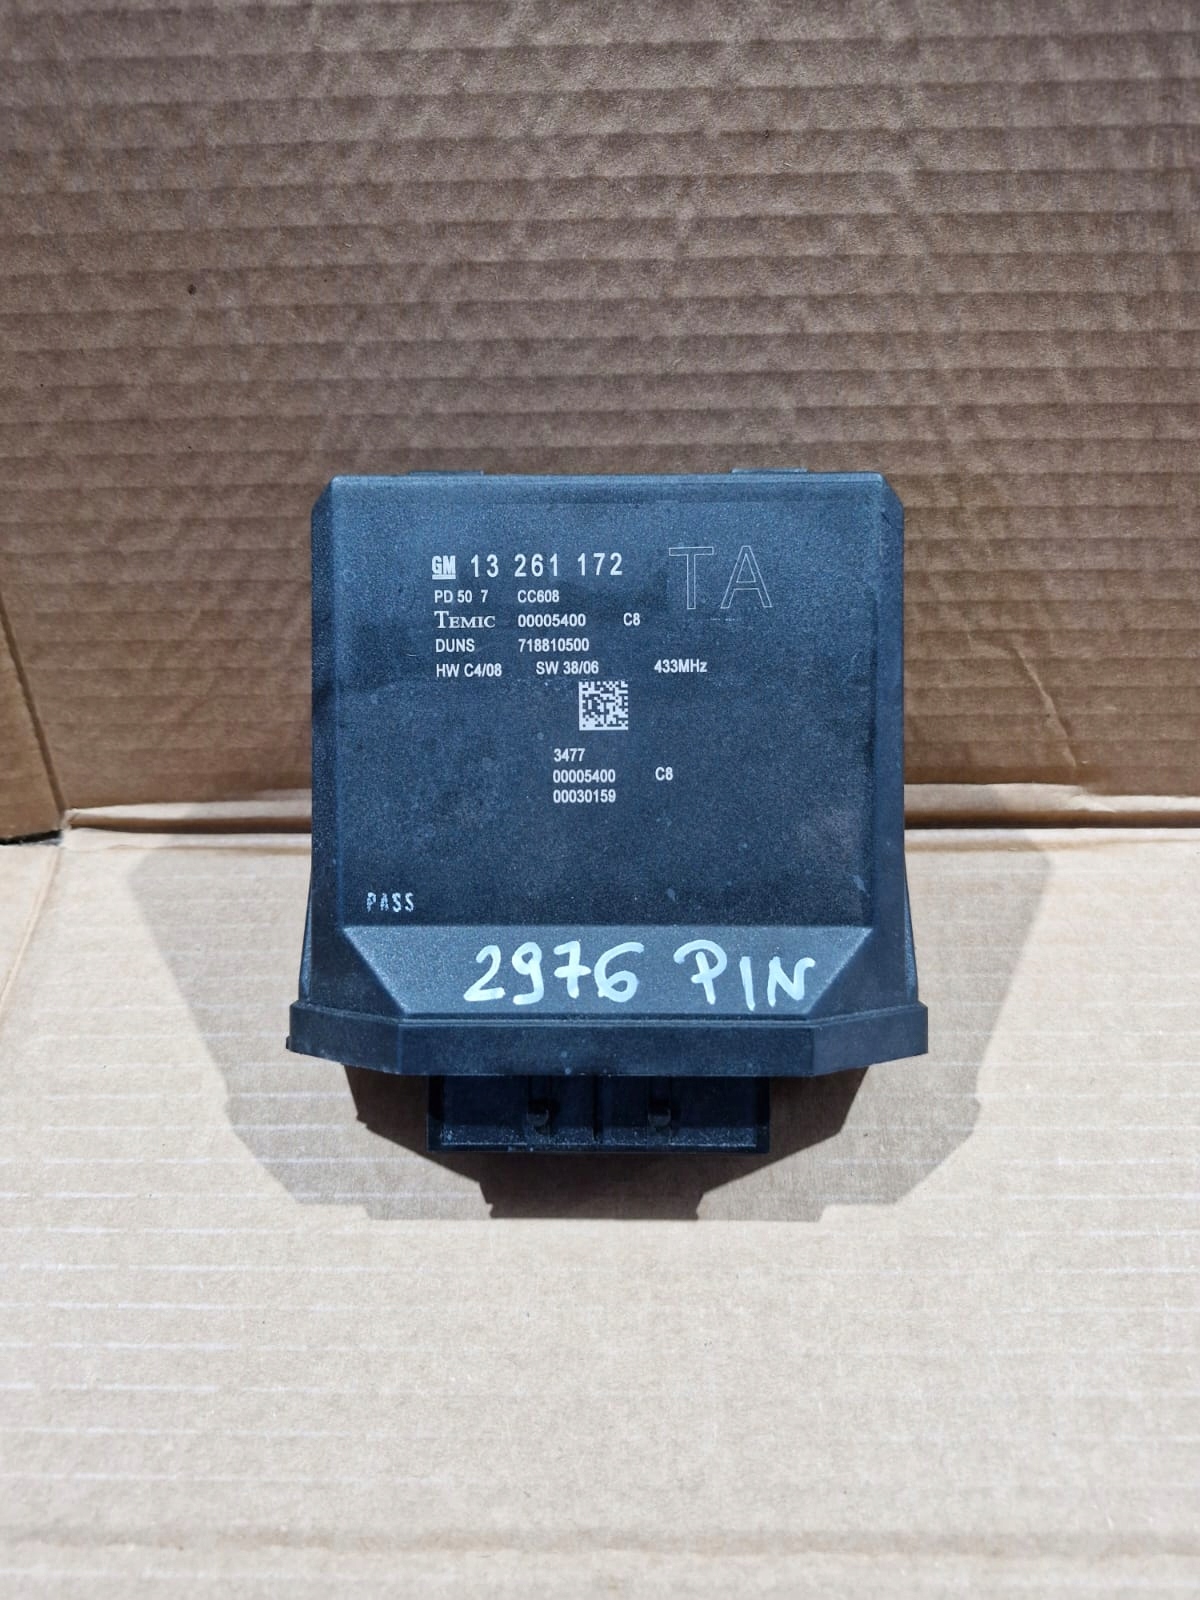 GM 13 261 172 TA
PD 50 7 CC608
TEMIC 00005400 C8
DUNS 718810500
HW C4/08 SW 38/06 433MHz
3477
00005400 C8
00030159
PASS
2976 PIN